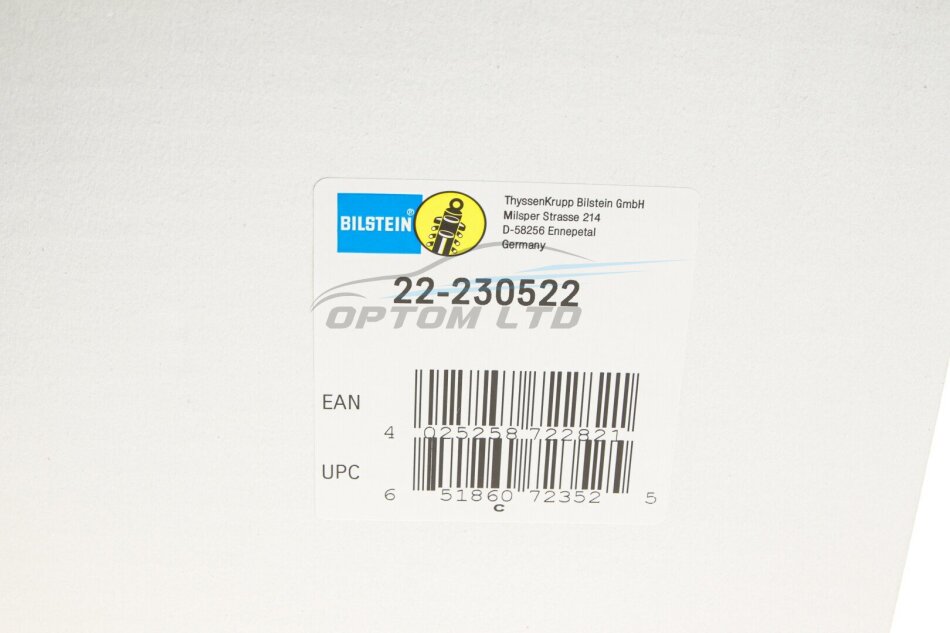 BILSTEIN®
ThyssenKrupp Bilstein GmbH
Milsper Strasse 214
D-58256 Ennepetal
Germany
22-230522
OPTOM LTD
EAN
4 025258 722821
UPC
6 51860 72352 5
C